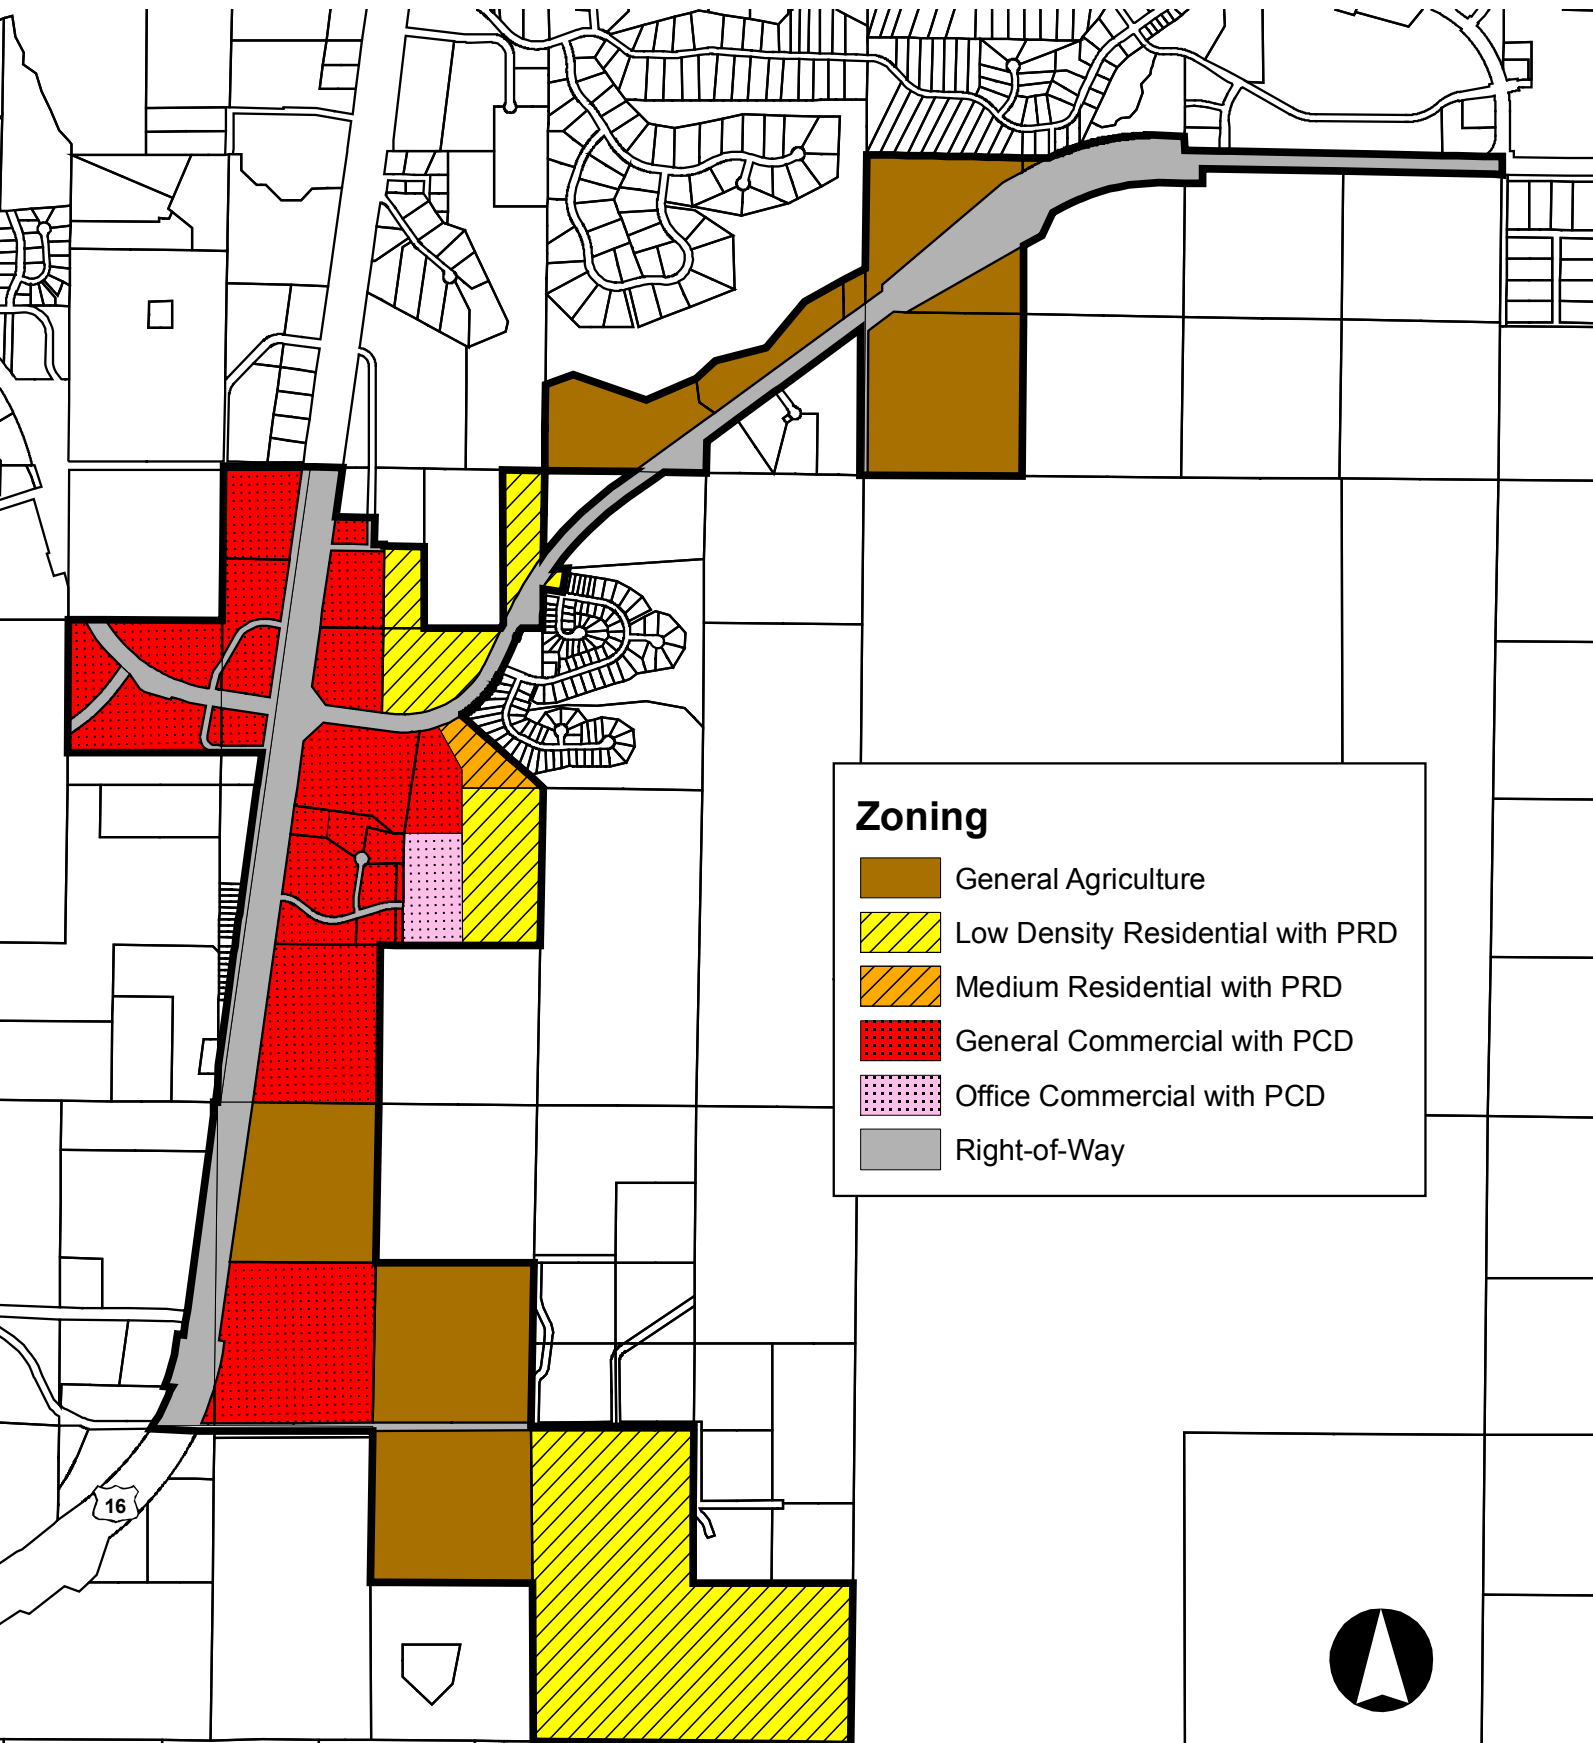 Zoning
General Agriculture
Low Density Residential with PRD
Medium Residential with PRD
General Commercial with PCD
Office Commercial with PCD
Right-of-Way
16